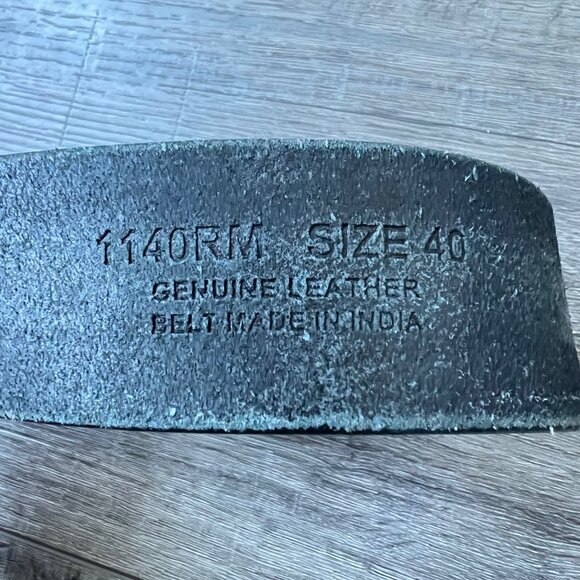 1140RM SIZE 40
GENUINE LEATHER
BELT MADE IN INDIA